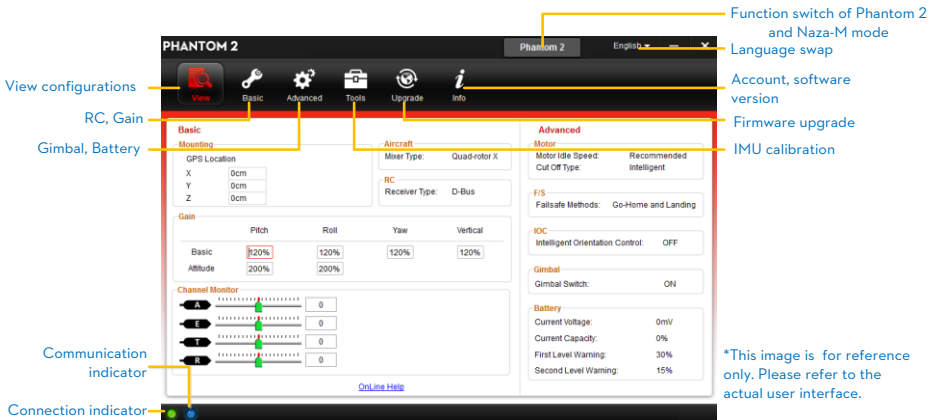 Function switch of Phantom 2
and Naza-M mode
PHANTOM 2
Phantom 2
English
Language swap
View configurations
Account, software
version
View
Basic
Advanced
Tools
Upgrade
Info
RC, Gain
Firmware upgrade
Gimbal, Battery
IMU calibration
Basic
Mounting
GPS Location
X 0cm
Y 0cm
Z 0cm
Aircraft
Mixer Type: Quad-rotor X
RC
Receiver Type: D-Bus
Gain
Pitch Roll Yaw Vertical
Basic 120% 120% 120% 120%
Attitude 200% 200%
Channel Monitor
A 0
E 0
T 0
R 0
Advanced
Motor
Motor Idle Speed: Recommended
Cut Off Type: Intelligent
F/S
Failsafe Methods: Go-Home and Landing
IOC
Intelligent Orientation Control: OFF
Gimbal
Gimbal Switch: ON
Battery
Current Voltage: 0mV
Current Capacity: 0%
First Level Warning: 30%
Second Level Warning: 15%
OnLine Help
Communication
indicator
Connection indicator
*This image is for reference
only. Please refer to the
actual user interface.